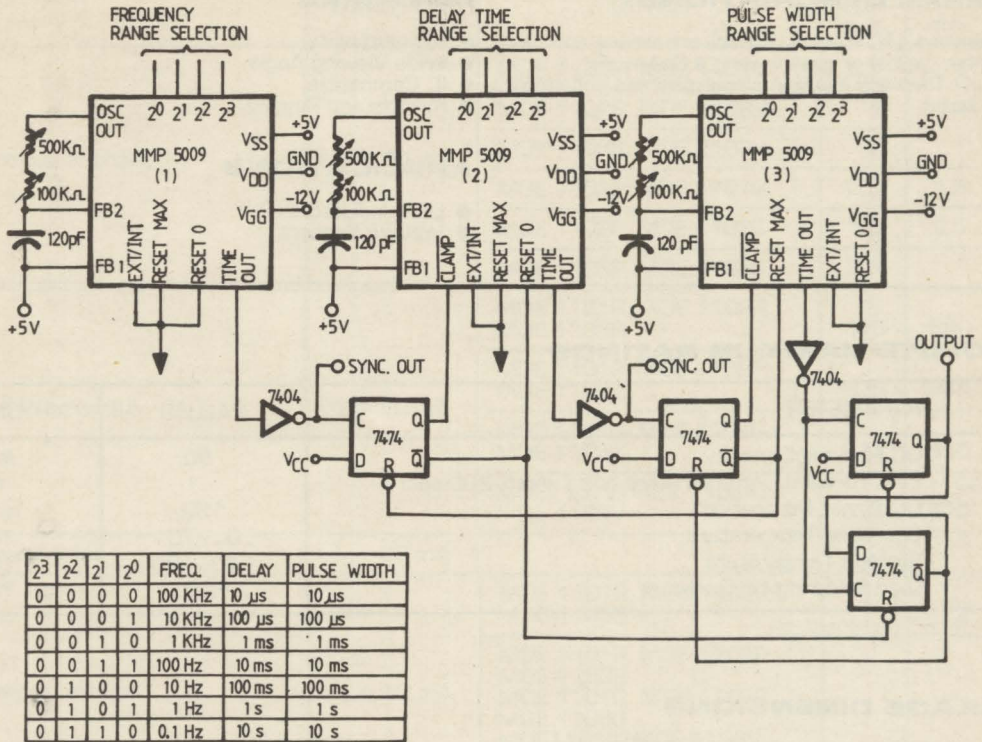 FREQUENCY
RANGE SELECTION
DELAY TIME
RANGE SELECTION
PULSE WIDTH
RANGE SELECTION
OSC
OUT
2⁰ 2¹ 2² 2³
500KΩ
100KΩ
120pF
+5V
FB2
FB1
MMP 5009
(1)
VSS
VDD
VGG
+5V
GND
-12V
EXT/INT
RESET MAX
RESET 0
TIME
OUT
OSC
OUT
2⁰ 2¹ 2² 2³
500KΩ
100KΩ
120 pF
+5V
FB2
FB1
MMP 5009
(2)
VSS
VDD
VGG
+5V
GND
-12V
CLAMP
EXT/INT
RESET MAX
RESET 0
TIME
OUT
OSC
OUT
2⁰ 2¹ 2² 2³
500KΩ
100KΩ
120 pF
+5V
FB2
FB1
MMP 5009
(3)
VSS
VDD
VGG
+5V
GND
-12V
CLAMP
RESET MAX
TIME OUT
EXT/INT
RESET 0
7404
SYNC. OUT
C Q
7474
VCC
D R Q̅
7404
SYNC. OUT
C Q
7474
VCC
D R Q̅
7404
OUTPUT
C Q
7474
VCC
D R
D
7474 Q̅
C R
2³ 2² 2¹ 2⁰ FREQ. DELAY PULSE WIDTH
0 0 0 0 100 KHz 10 µs 10 µs
0 0 0 1 10 KHz 100 µs 100 µs
0 0 1 0 1 KHz 1 ms 1 ms
0 0 1 1 100 Hz 10 ms 10 ms
0 1 0 0 10 Hz 100 ms 100 ms
0 1 0 1 1 Hz 1 s 1 s
0 1 1 0 0.1 Hz 10 s 10 s